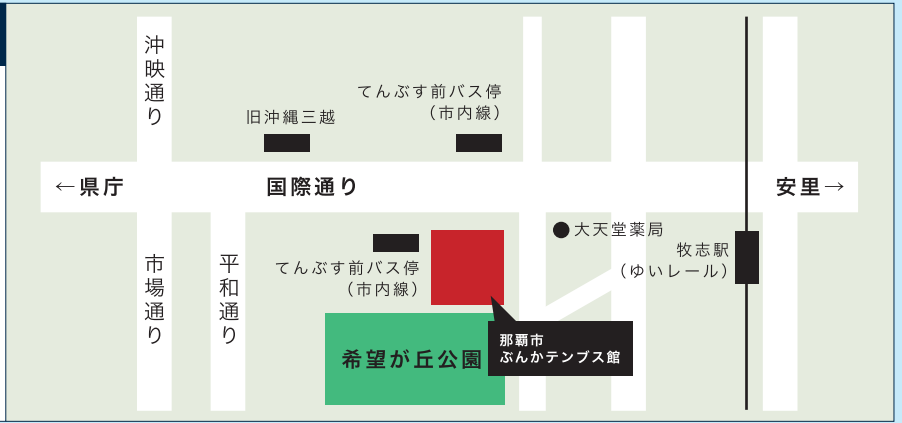 沖映通り
てんぶす前バス停
（市内線）
旧沖縄三越
←県庁
国際通り
安里→
大天堂薬局
牧志駅
（ゆいレール）
市場通り
平和通り
てんぶす前バス停
（市内線）
那覇市
ぶんかテンブス館
希望が丘公園